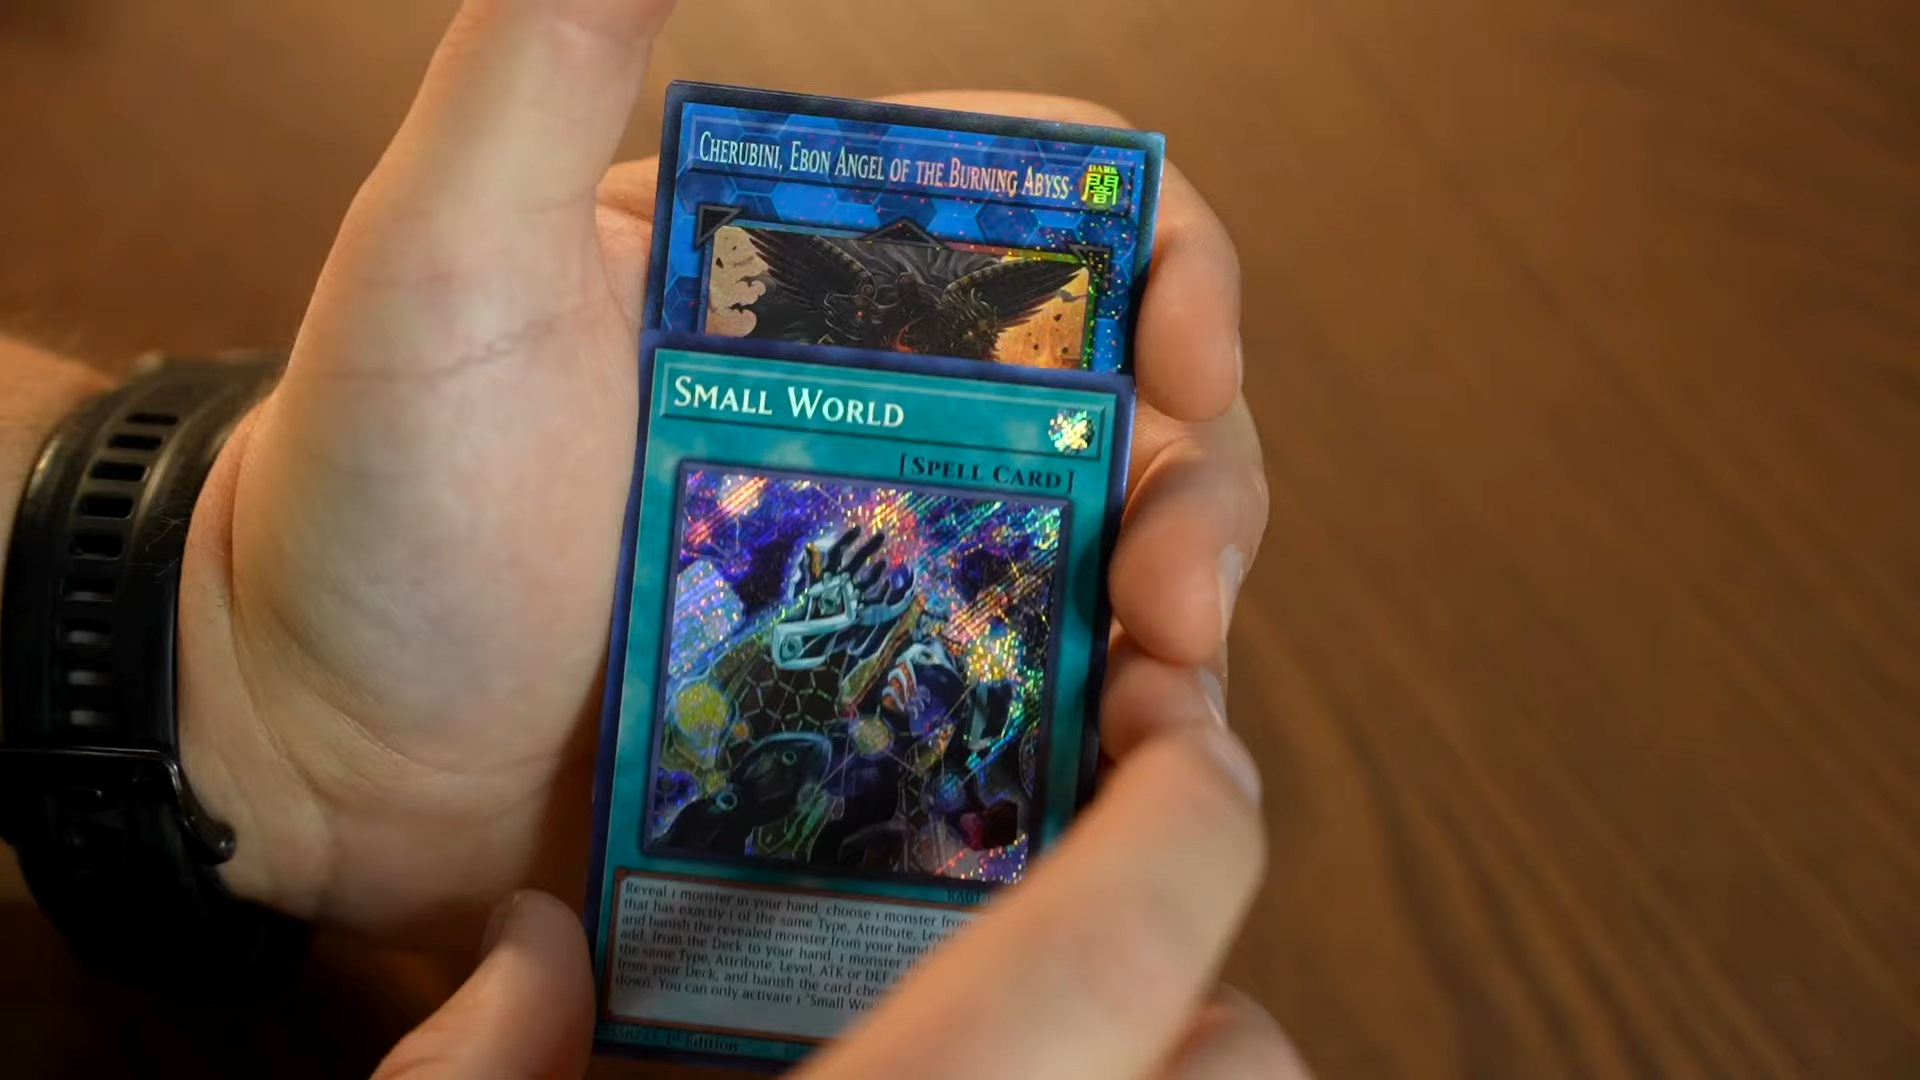 CHERUBINI, EBON ANGEL OF THE BURNING ABYSS
DARK
闇
SMALL WORLD
[SPELL CARD]
RA01
Reveal 1 monster in your hand, choose 1 monster from
that has exactly 1 of the same Type, Attribute, Level
and banish the revealed monster from your hand
add, from the Deck to your hand, 1 monster
the same Type, Attribute, Level, ATK or DEF
from your Deck, and banish the card
down. You can only activate 1 "Small
1st Edition